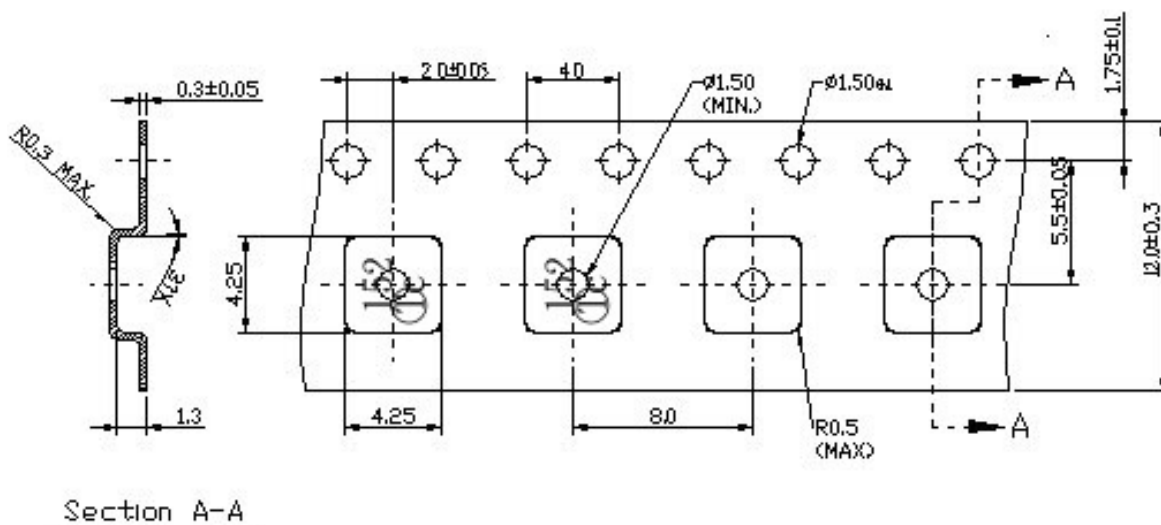 0.3±0.05
2.0±0.05
4.0
Ø1.50
(MIN.)
Ø1.50
A
1.75±0.1
R0.3 MAX.
5.5±0.05
12.0±0.3
4.25
152
152
1.3
4.25
8.0
R0.5
(MAX)
A
Section A-A